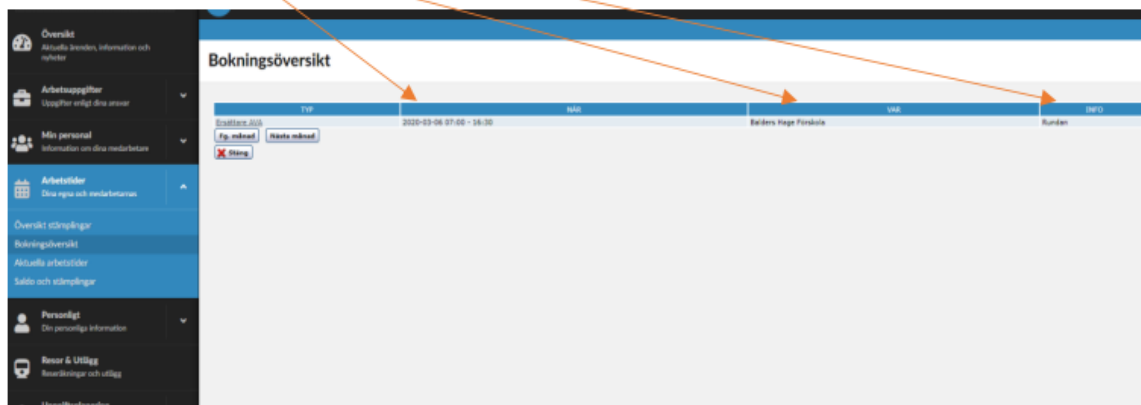 Översikt
Aktuella ärenden, information och
nyheter
Arbetsuppgifter
Uppgifter enligt dina ansvar
Min personal
Information om dina medarbetare
Arbetstider
Dina egna och medarbetarnas
Översikt stämplingar
Bokningsöversikt
Aktuella arbetstider
Saldo och stämplingar
Personligt
Din personliga information
Resor & Utlägg
Reseräkningar och utlägg
Bokningsöversikt
TYP NÄR VAR INFO
Ersättare AVA 2020-03-06 07:00 - 16:30 Balders Hage Förskola Rundan
Fg. månad Nästa månad
Stäng